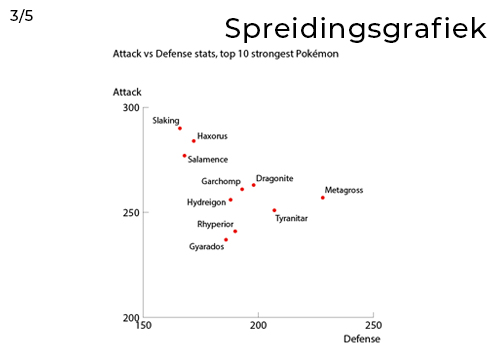 3/5
Spreidingsgrafiek
Attack vs Defense stats, top 10 strongest Pokémon
Attack
300
Slaking
Haxorus
Salamence
Garchomp
Dragonite
Metagross
Hydreigon
250
Tyranitar
Rhyperior
Gyarados
200
150
200
250
Defense